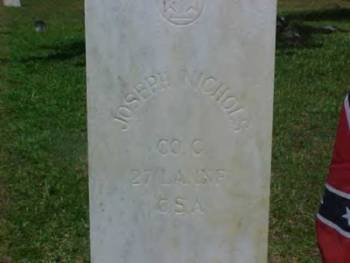 JOSEPH NICHOLS
CO. C
27 LA. INF
C.S.A